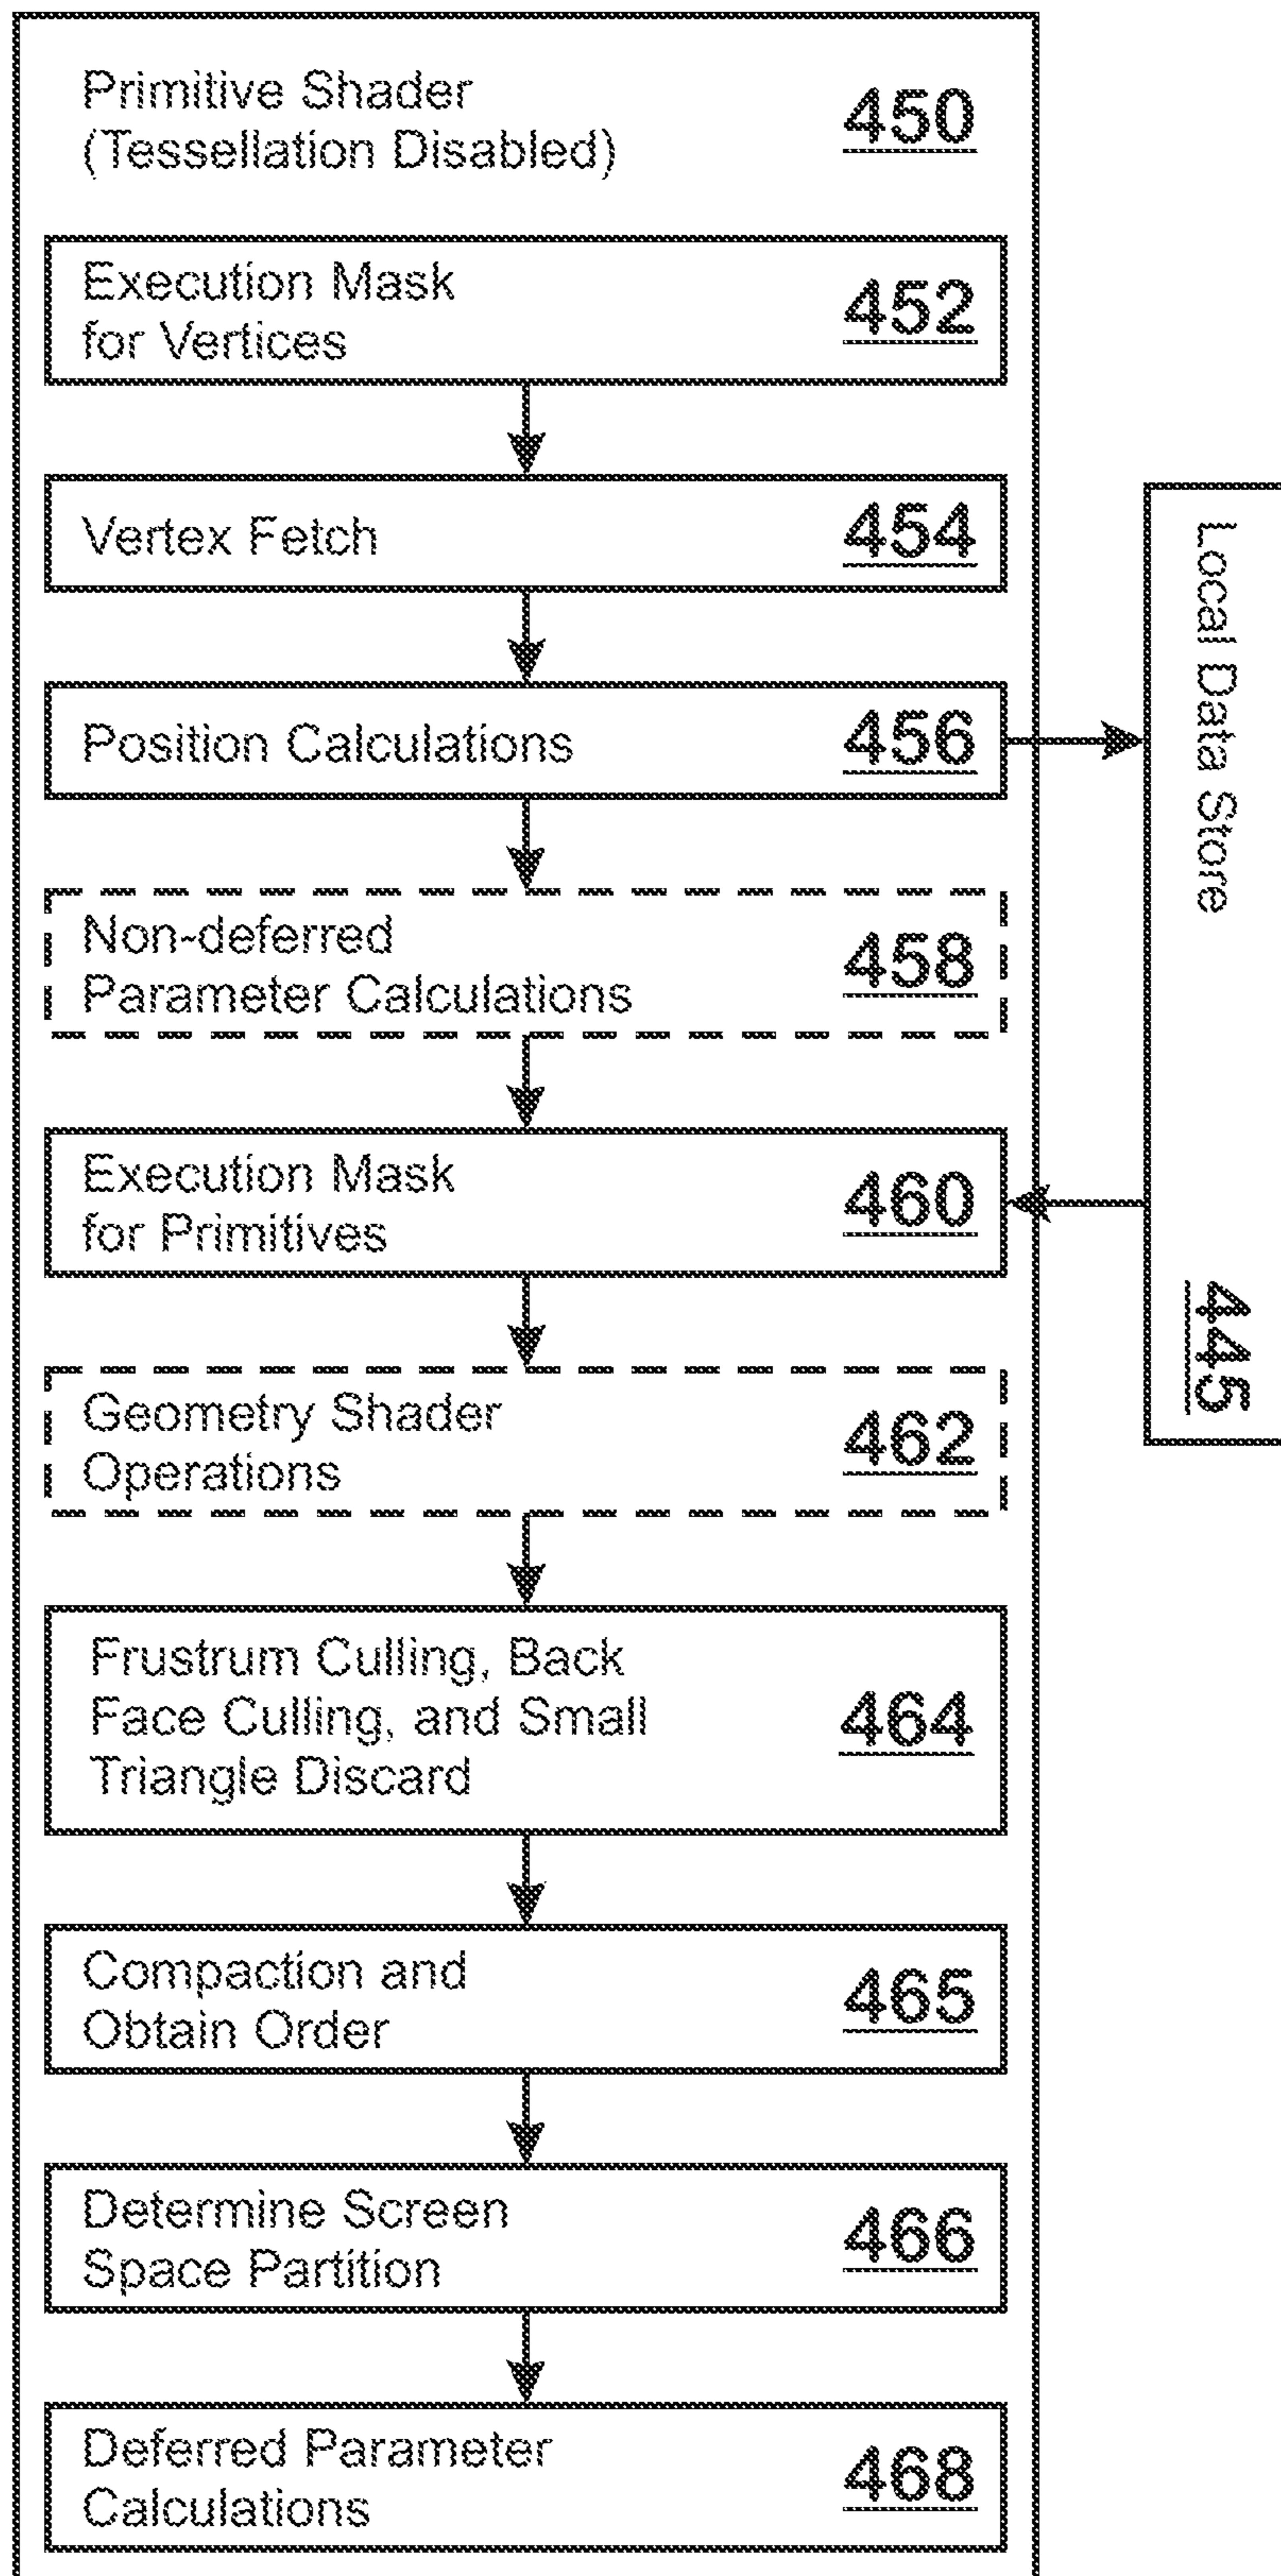 Primitive Shader
(Tessellation Disabled)
450
Execution Mask
for Vertices
452
Vertex Fetch
454
Position Calculations
456
Non-deferred
Parameter Calculations
458
Execution Mask
for Primitives
460
Geometry Shader
Operations
462
Frustrum Culling, Back
Face Culling, and Small
Triangle Discard
464
Compaction and
Obtain Order
465
Determine Screen
Space Partition
466
Deferred Parameter
Calculations
468
Local Data Store
445